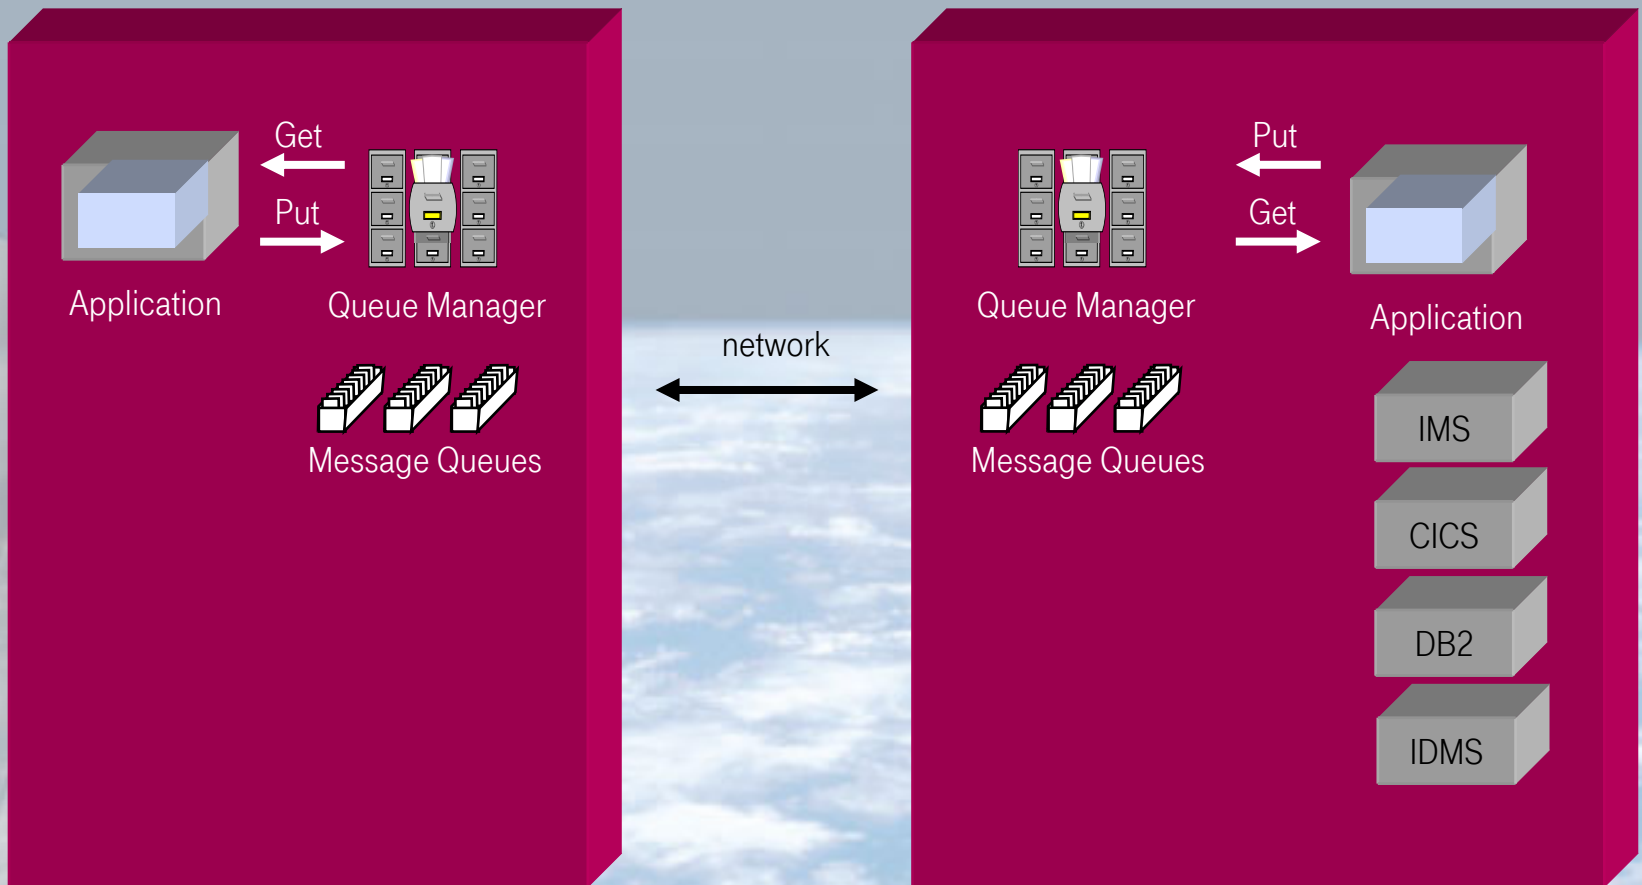 Get
Put
Application
Queue Manager
Message Queues
network
Put
Get
Queue Manager
Application
Message Queues
IMS
CICS
DB2
IDMS